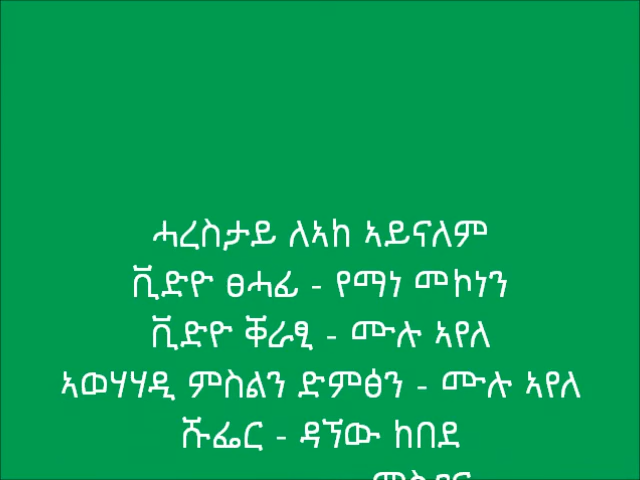 ሓረስታይ ለኣከ ኣይናለም
ቪድዮ ፀሓፊ - የማነ መኮነን
ቪድዮ ቐራፂ - ሙሉ ኣየለ
ኣወሃሃዲ ምስልን ድምፅን - ሙሉ ኣየለ
ሹፌር - ዳኘው ከበደ